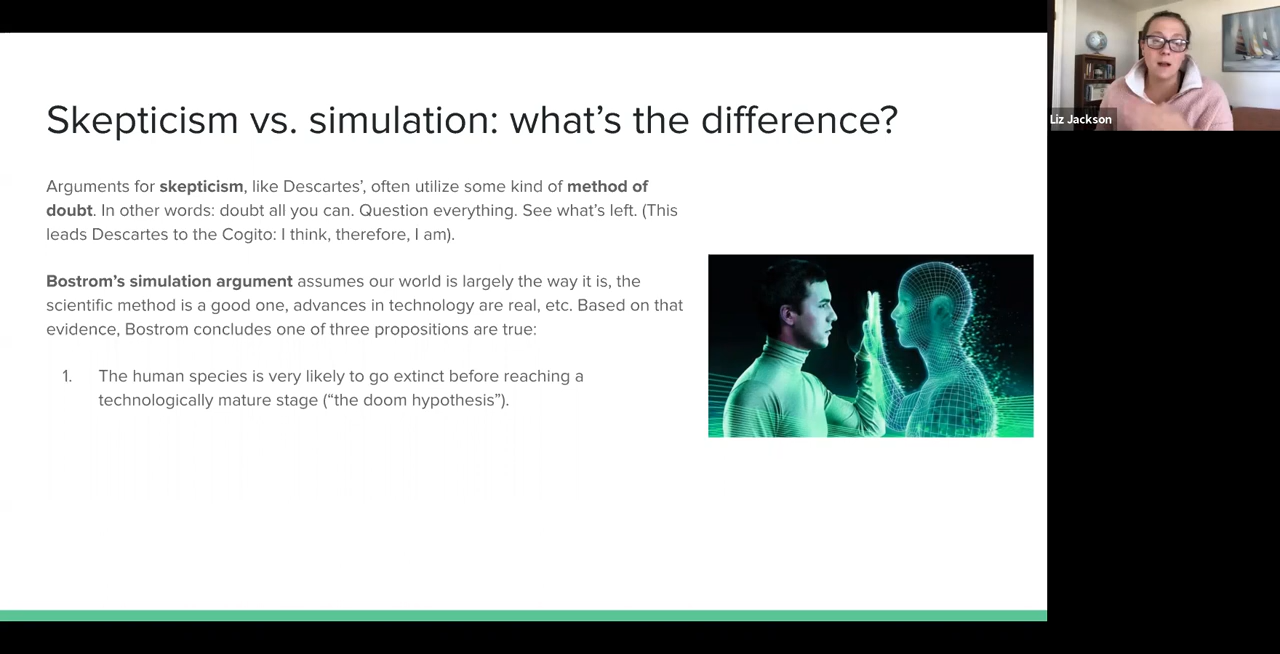 Skepticism vs. simulation: what's the difference?
Arguments for skepticism, like Descartes', often utilize some kind of method of
doubt. In other words: doubt all you can. Question everything. See what's left. (This
leads Descartes to the Cogito: I think, therefore, I am).
Bostrom's simulation argument assumes our world is largely the way it is, the
scientific method is a good one, advances in technology are real, etc. Based on that
evidence, Bostrom concludes one of three propositions are true:
1. The human species is very likely to go extinct before reaching a
technologically mature stage ("the doom hypothesis").
Liz Jackson